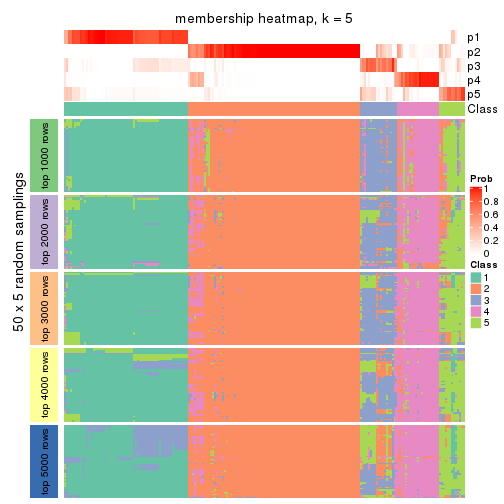 membership heatmap, k = 5
p1
p2
p3
p4
p5
Class
50 x 5 random samplings
top 1000 rows
top 2000 rows
top 3000 rows
top 4000 rows
top 5000 rows
Prob
1
0.8
0.6
0.4
0.2
0
Class
1
2
3
4
5